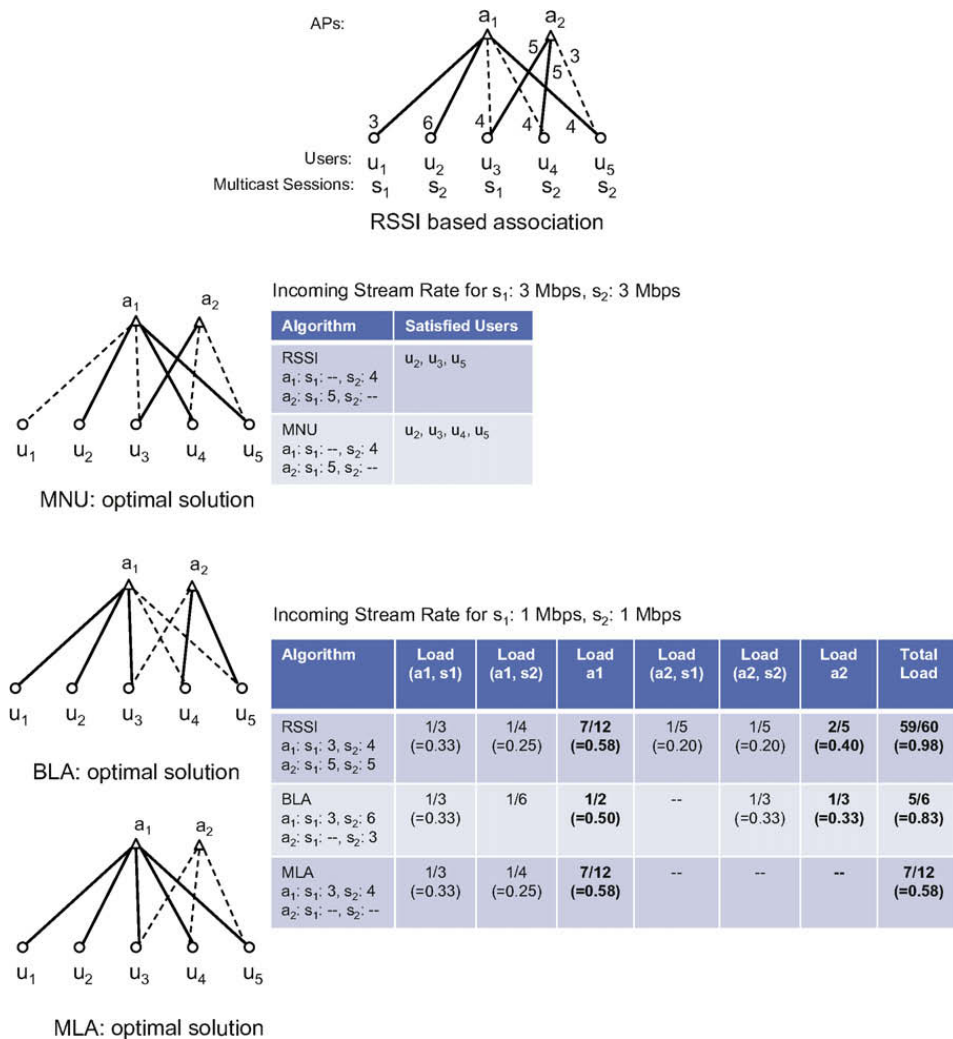 APs:
a₁ a₂
5 3
5
3 6 4 4 4
Users: u₁ u₂ u₃ u₄ u₅
Multicast Sessions: s₁ s₂ s₁ s₂ s₂
RSSI based association
a₁ a₂
u₁ u₂ u₃ u₄ u₅
MNU: optimal solution
Incoming Stream Rate for s₁: 3 Mbps, s₂: 3 Mbps
Algorithm Satisfied Users
RSSI u₂, u₃, u₅
a₁: s₁: --, s₂: 4
a₂: s₁: 5, s₂: --
MNU u₂, u₃, u₄, u₅
a₁: s₁: --, s₂: 4
a₂: s₁: 5, s₂: --
a₁ a₂
u₁ u₂ u₃ u₄ u₅
BLA: optimal solution
a₁ a₂
u₁ u₂ u₃ u₄ u₅
MLA: optimal solution
Incoming Stream Rate for s₁: 1 Mbps, s₂: 1 Mbps
Algorithm Load Load Load Load Load Load Total
(a1, s1) (a1, s2) a1 (a2, s1) (a2, s2) a2 Load
RSSI 1/3 1/4 7/12 1/5 1/5 2/5 59/60
a₁: s₁: 3, s₂: 4 (=0.33) (=0.25) (=0.58) (=0.20) (=0.20) (=0.40) (=0.98)
a₂: s₁: 5, s₂: 5
BLA 1/3 1/6 1/2 -- 1/3 1/3 5/6
a₁: s₁: 3, s₂: 6 (=0.33) (=0.50) (=0.33) (=0.33) (=0.83)
a₂: s₁: --, s₂: 3
MLA 1/3 1/4 7/12 -- -- -- 7/12
a₁: s₁: 3, s₂: 4 (=0.33) (=0.25) (=0.58) (=0.58)
a₂: s₁: --, s₂: --